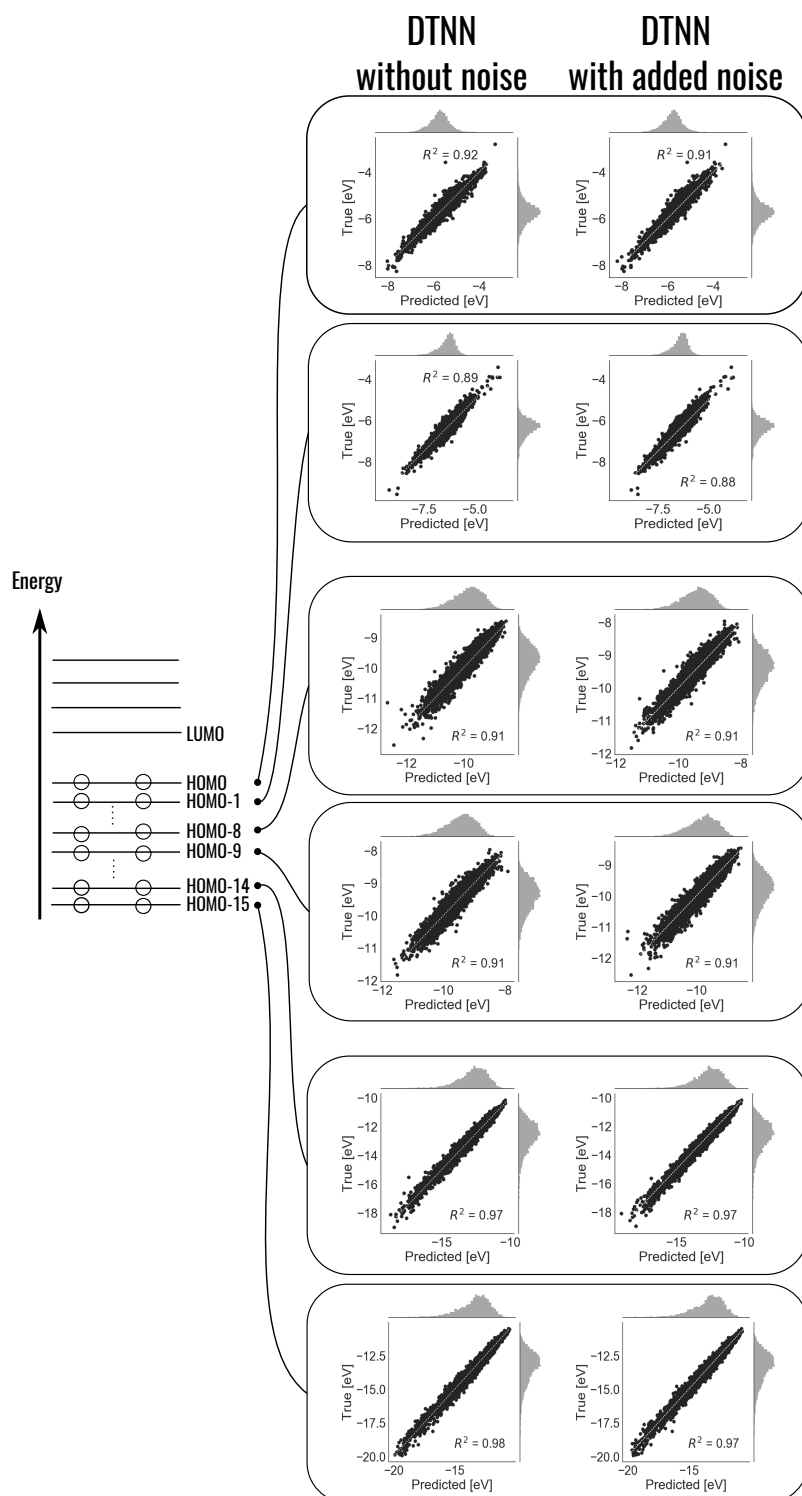 DTNN
without noise
DTNN
with added noise
R² = 0.92
−4
−6
−8
True [eV]
−8
−6
−4
Predicted [eV]
R² = 0.91
−4
−6
−8
True [eV]
−8
−6
−4
Predicted [eV]
R² = 0.89
−4
−6
−8
True [eV]
−7.5
−5.0
Predicted [eV]
R² = 0.88
−4
−6
−8
True [eV]
−7.5
−5.0
Predicted [eV]
Energy
LUMO
HOMO
HOMO-1
HOMO-8
HOMO-9
HOMO-14
HOMO-15
−9
−10
−11
−12
True [eV]
R² = 0.91
−12
−10
Predicted [eV]
−8
−9
−10
−11
−12
True [eV]
R² = 0.91
−12
−10
−8
Predicted [eV]
−8
−9
−10
−11
−12
True [eV]
R² = 0.91
−12
−10
−8
Predicted [eV]
−9
−10
−11
−12
True [eV]
R² = 0.91
−12
−10
Predicted [eV]
−10
−12
−14
−16
−18
True [eV]
R² = 0.97
−15
−10
Predicted [eV]
−10
−12
−14
−16
−18
True [eV]
R² = 0.97
−15
−10
Predicted [eV]
−12.5
−15.0
−17.5
−20.0
True [eV]
R² = 0.98
−20
−15
Predicted [eV]
−12.5
−15.0
−17.5
−20.0
True [eV]
R² = 0.97
−20
−15
Predicted [eV]